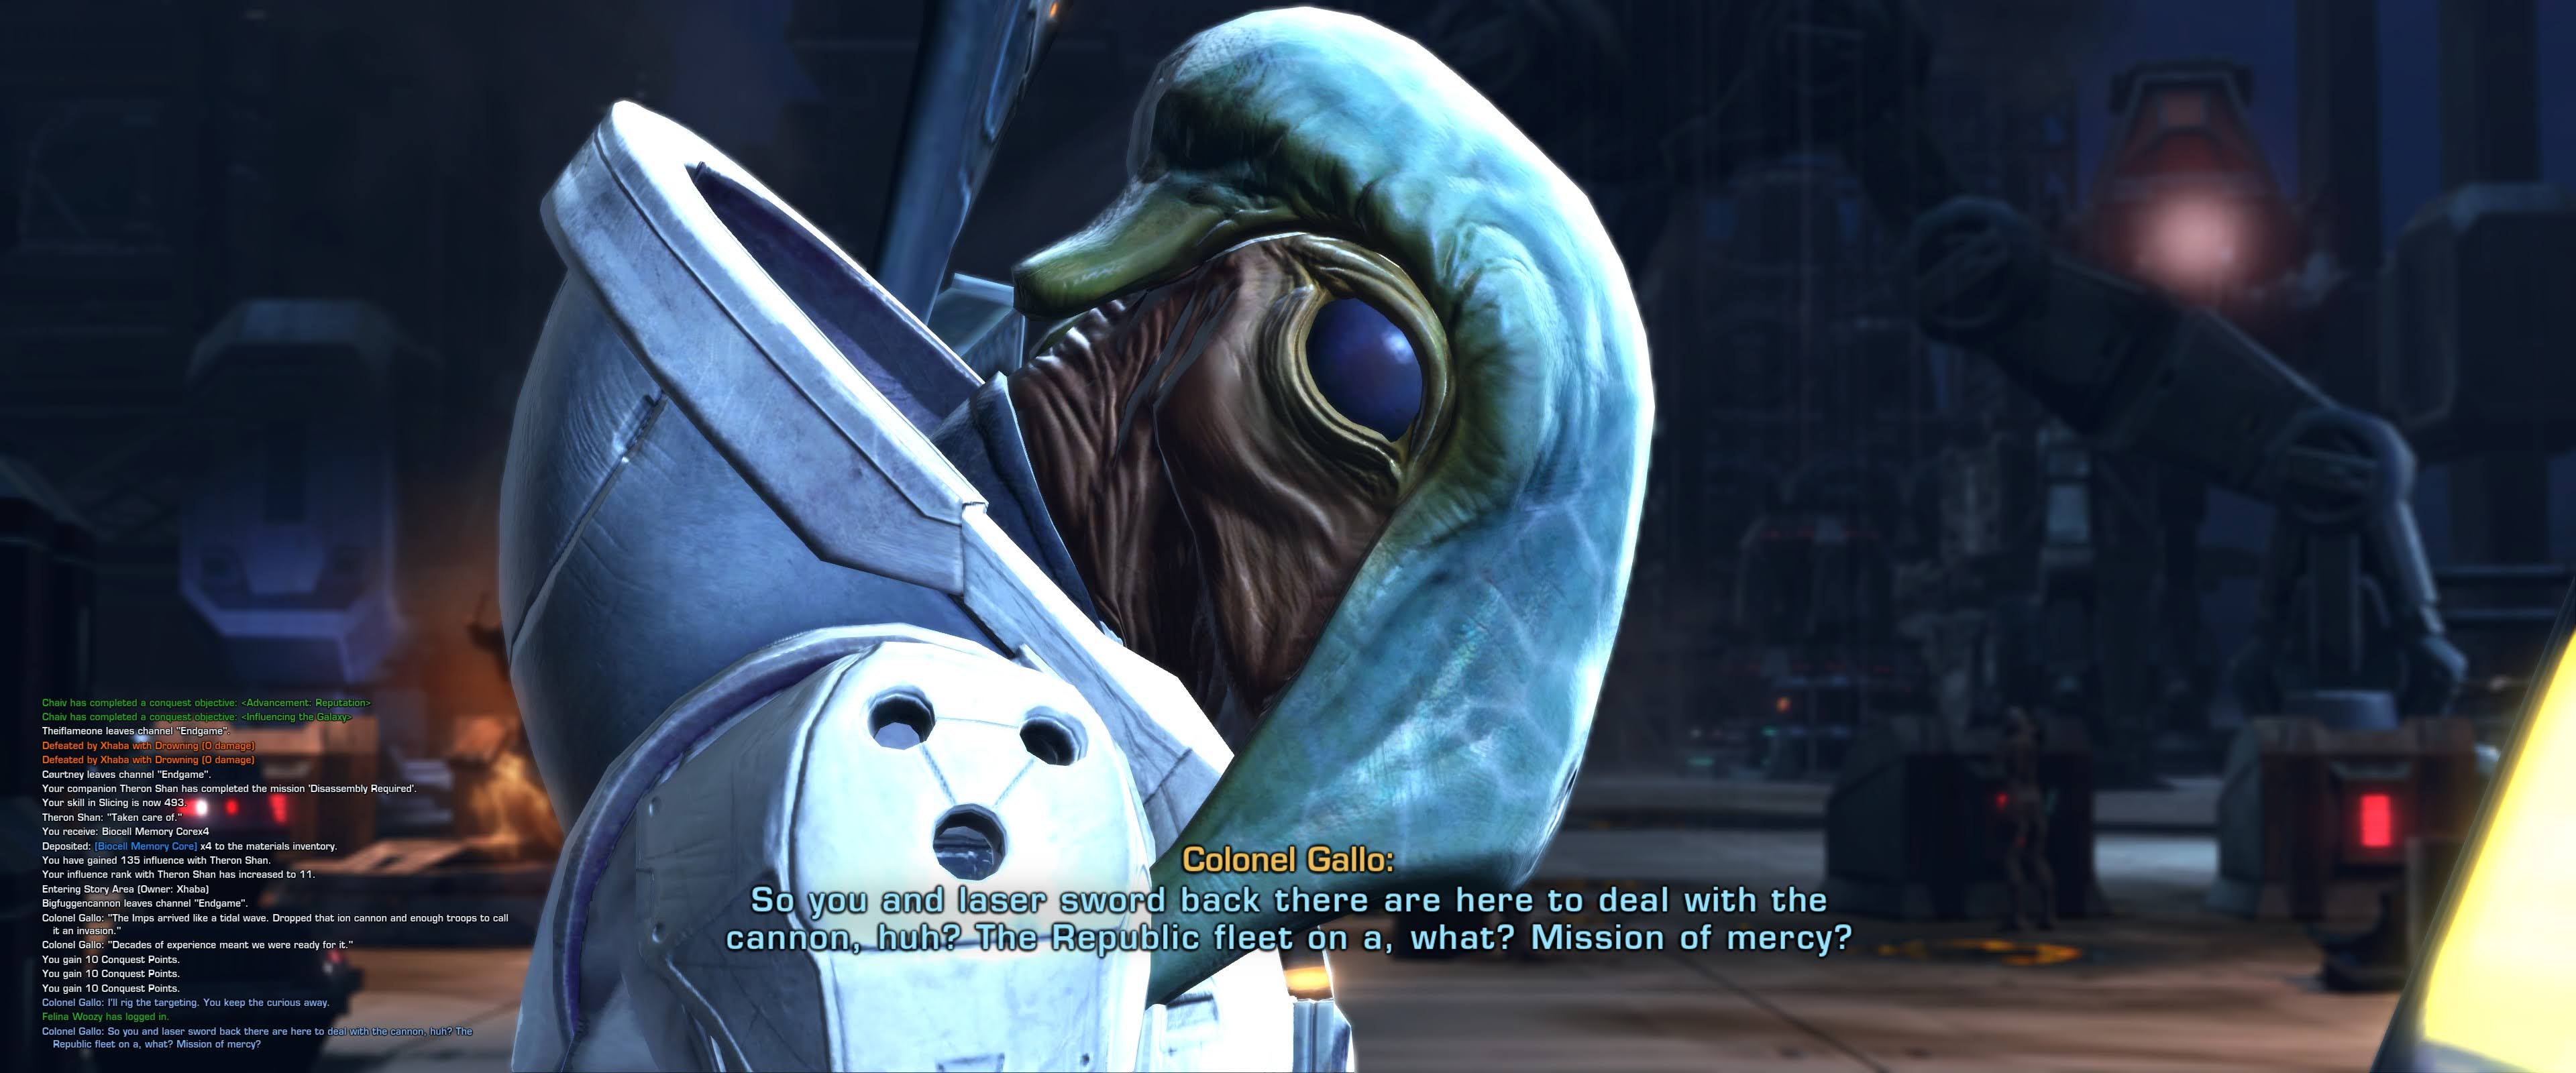 Chaiv has completed a conquest objective: <Advancement: Reputation>
Chaiv has completed a conquest objective: <Influencing the Galaxy>
Theiflameone leaves channel "Endgame".
Defeated by Xhaba with Drowning (0 damage)
Defeated by Xhaba with Drowning (0 damage)
Cøurtney leaves channel "Endgame".
Your companion Theron Shan has completed the mission 'Disassembly Required'.
Your skill in Slicing is now 493.
Theron Shan: "Taken care of."
You receive: Biocell Memory Corex4
Deposited: [Biocell Memory Core] x4 to the materials inventory.
You have gained 135 influence with Theron Shan.
Your influence rank with Theron Shan has increased to 11.
Entering Story Area (Owner: Xhaba)
Bigfuggencannon leaves channel "Endgame".
Colonel Gallo: "The Imps arrived like a tidal wave. Dropped that ion cannon and enough troops to call
it an invasion."
Colonel Gallo: "Decades of experience meant we were ready for it."
You gain 10 Conquest Points.
You gain 10 Conquest Points.
You gain 10 Conquest Points.
Colonel Gallo: I'll rig the targeting. You keep the curious away.
Felina Woozy has logged in.
Colonel Gallo: So you and laser sword back there are here to deal with the cannon, huh? The
Republic fleet on a, what? Mission of mercy?
Colonel Gallo:
So you and laser sword back there are here to deal with the
cannon, huh? The Republic fleet on a, what? Mission of mercy?